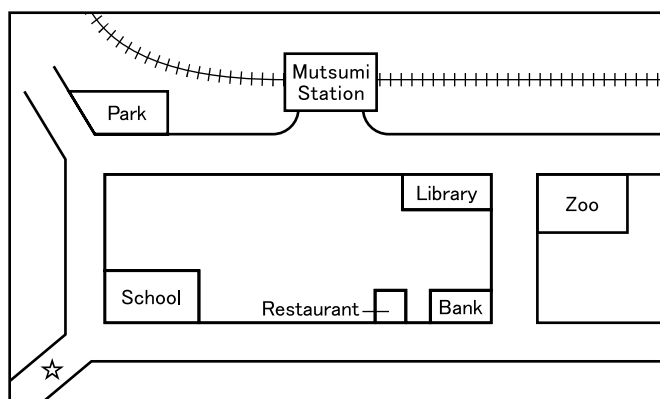 Mutsumi
Station
Park
Library
Zoo
School
Restaurant
Bank